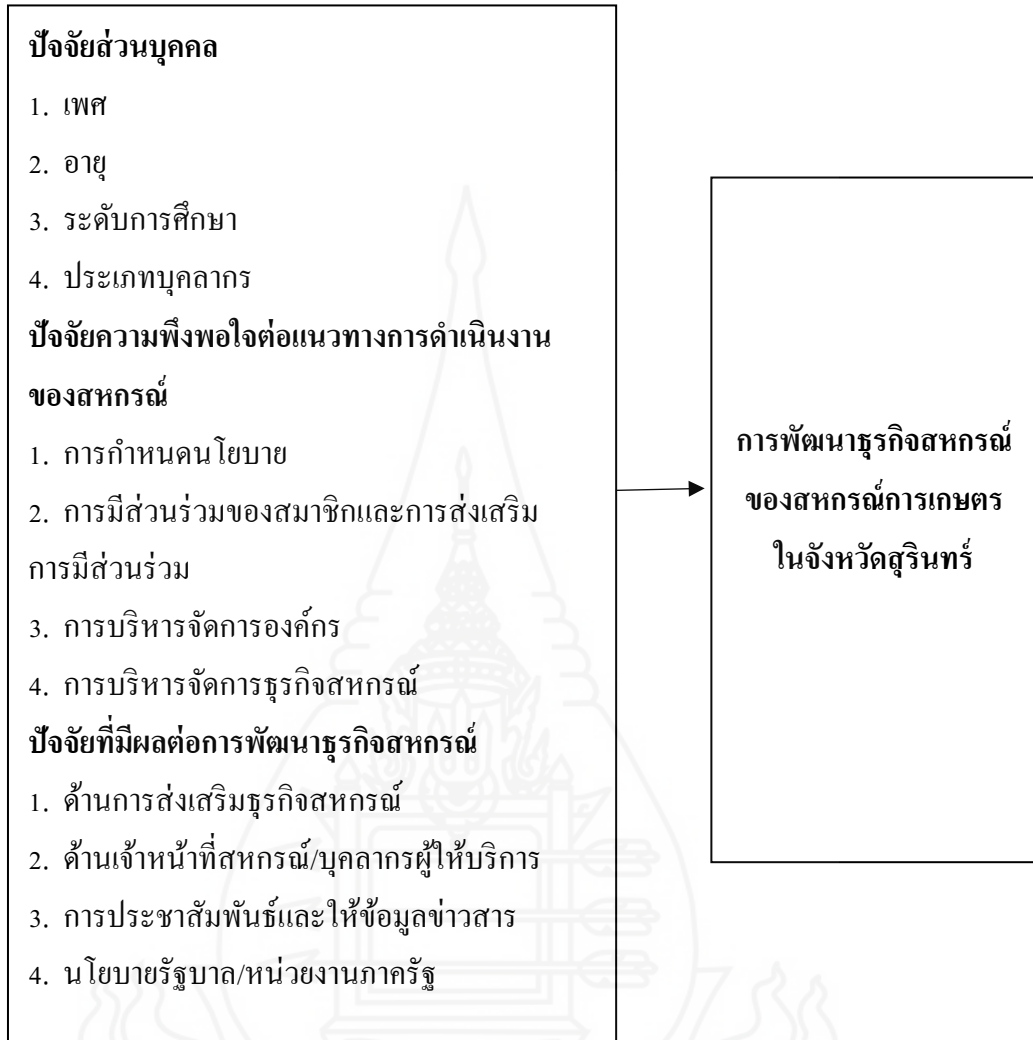 ปัจจัยส่วนบุคคล
1. เพศ
2. อายุ
3. ระดับการศึกษา
4. ประเภทบุคลากร
ปัจจัยความพึงพอใจต่อแนวทางการดำเนินงาน
ของสหกรณ์
1. การกำหนดนโยบาย
2. การมีส่วนร่วมของสมาชิกและการส่งเสริม
การมีส่วนร่วม
3. การบริหารจัดการองค์กร
4. การบริหารจัดการธุรกิจสหกรณ์
ปัจจัยที่มีผลต่อการพัฒนาธุรกิจสหกรณ์
1. ด้านการส่งเสริมธุรกิจสหกรณ์
2. ด้านเจ้าหน้าที่สหกรณ์/บุคลากรผู้ให้บริการ
3. การประชาสัมพันธ์และให้ข้อมูลข่าวสาร
4. นโยบายรัฐบาล/หน่วยงานภาครัฐ
การพัฒนาธุรกิจสหกรณ์
ของสหกรณ์การเกษตร
ในจังหวัดสุรินทร์